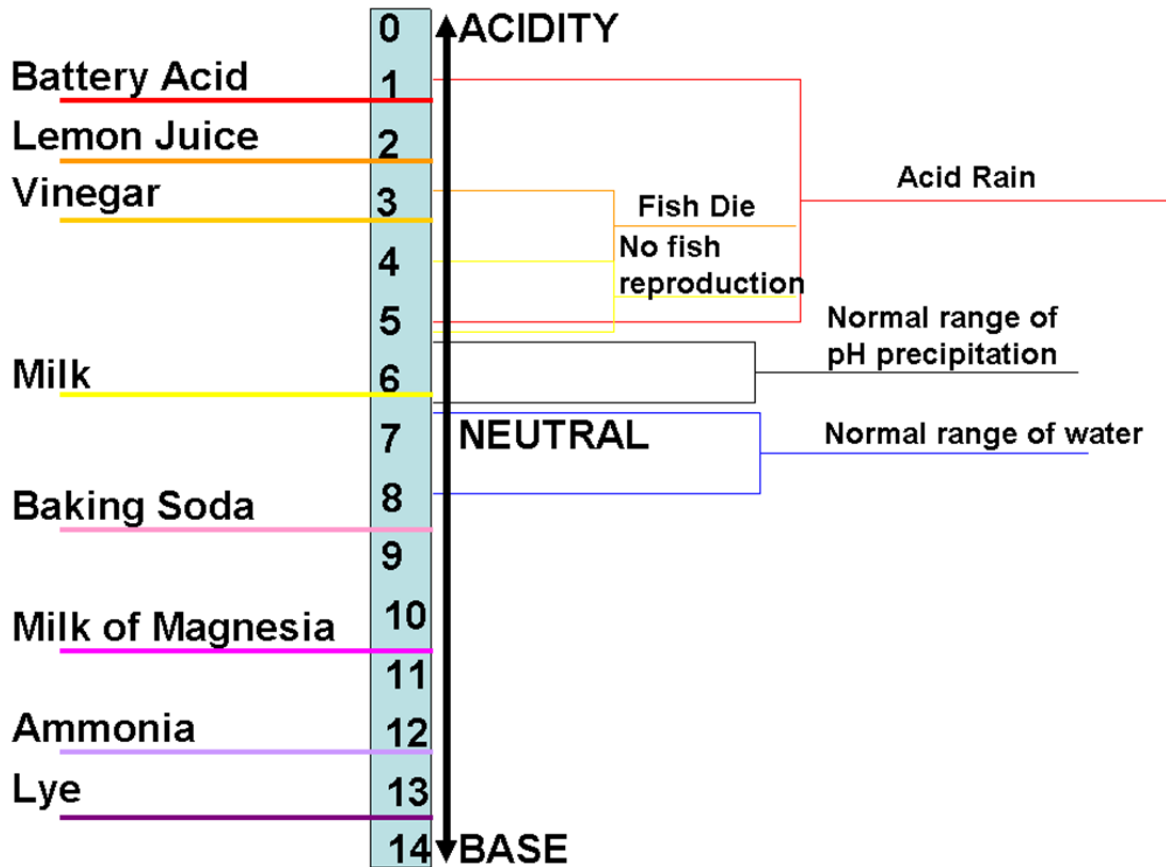 0 ACIDITY
Battery Acid 1
Lemon Juice 2
Vinegar 3
Acid Rain
Fish Die
4 No fish
reproduction
5 Normal range of
pH precipitation
Milk 6
7 NEUTRAL Normal range of water
Baking Soda 8
9
Milk of Magnesia 10
11
Ammonia 12
Lye 13
14 BASE